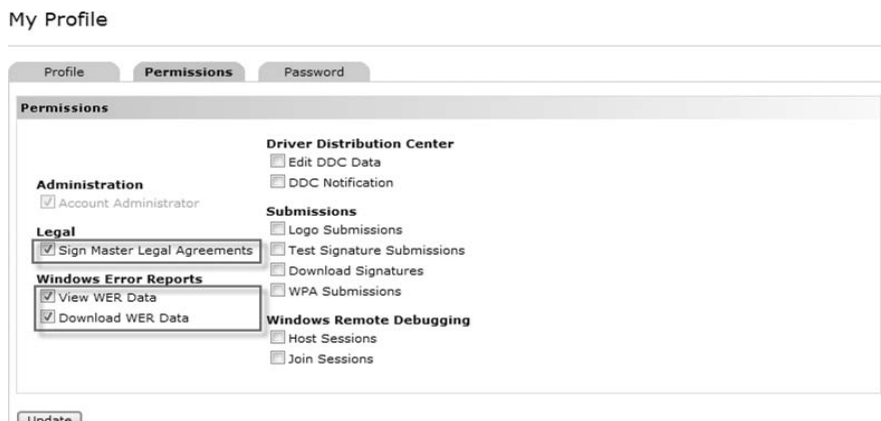 My Profile
Profile
Permissions
Password
Permissions
Administration
Account Administrator
Legal
Sign Master Legal Agreements
Windows Error Reports
View WER Data
Download WER Data
Driver Distribution Center
Edit DDC Data
DDC Notification
Submissions
Logo Submissions
Test Signature Submissions
Download Signatures
WPA Submissions
Windows Remote Debugging
Host Sessions
Join Sessions
Update